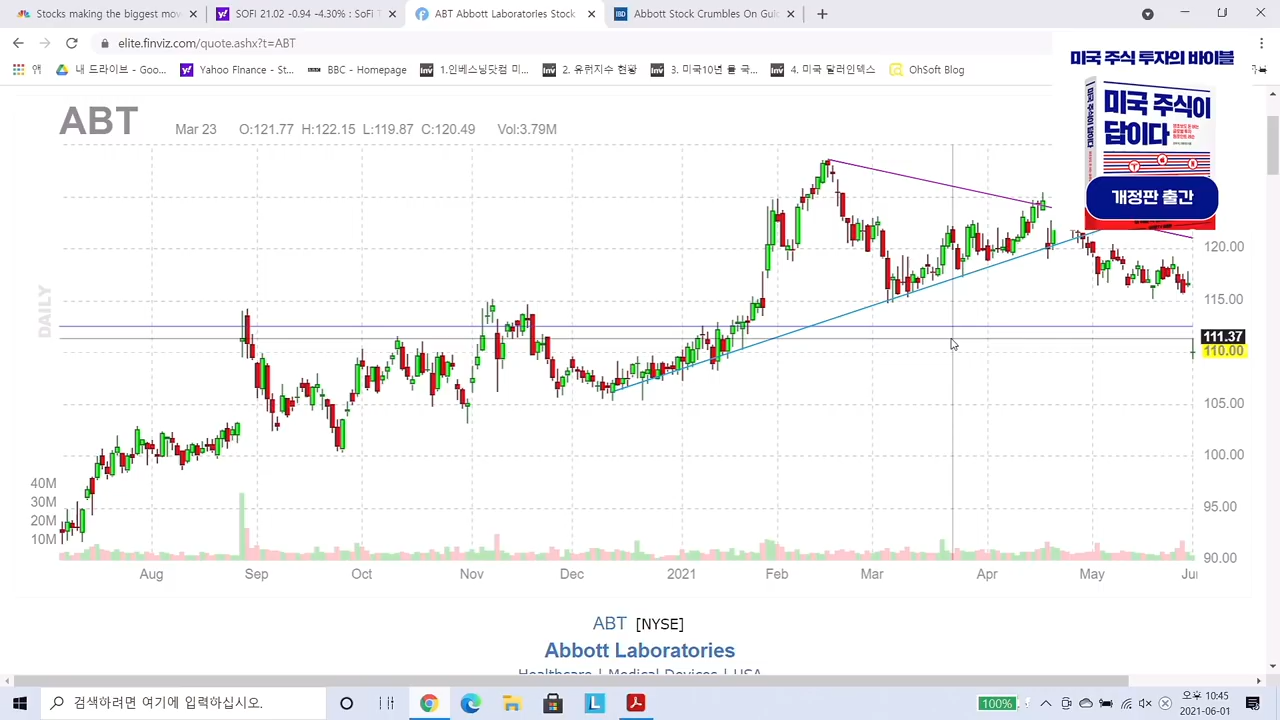 Stocks making the biggest mov
SOFI 21.02 -0.94 -4.30% : SoFi T
ABT Abbott Laboratories Stock
IBD
Abbott Stock Crumbles On Gui
elite.finviz.com/quote.ashx?t=ABT
앱
내 드라이브 - Goo...
Yahoo Finance - St...
BBC - Homepage
Inv 1.인베스팅닷컴 미...
Inv 2. 유럽지수 현황
Inv 3. 미국10년 물 국...
Inv 4. 미국 달러인덱스
OhSoft Blog
미국 주식 투자의 바이블
미국 주식이
답이다
개정판 출간
ABT
Mar 23 O:121.77 H:122.15 Vol:3.79M
DAILY
120.00
115.00
111.37
110.00
105.00
100.00
95.00
90.00
40M
30M
20M
10M
Aug Sep Oct Nov Dec 2021 Feb Mar Apr May
ABT [NYSE]
Abbott Laboratories
Healthcare | Medical Devices | USA
검색하려면 여기에 입력하십시오.
100%
오후 10:45
2021-06-01